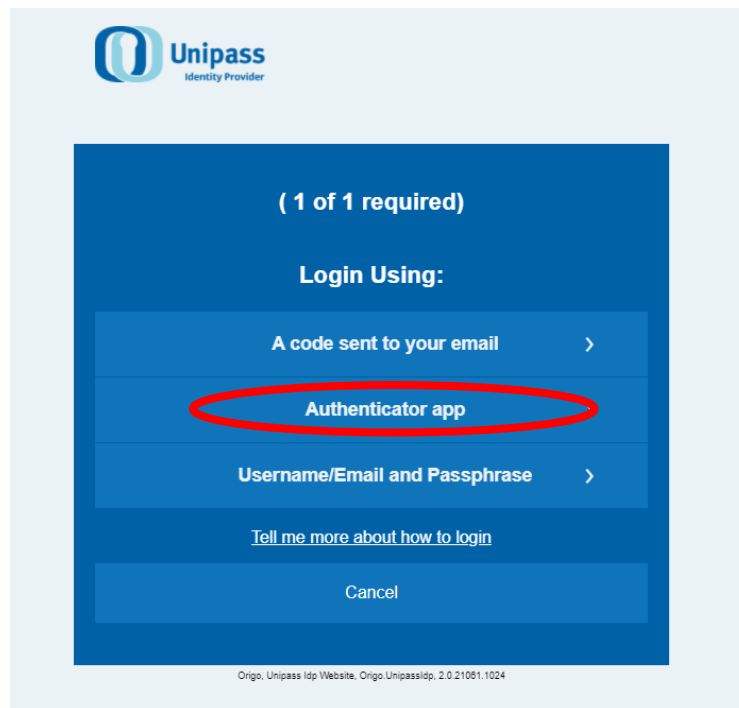 Unipass
Identity Provider
( 1 of 1 required)
Login Using:
A code sent to your email
Authenticator app
Username/Email and Passphrase
Tell me more about how to login
Cancel
Origo, Unipass Idp Website, Origo.UnipassIdp, 2.0.21061.1024